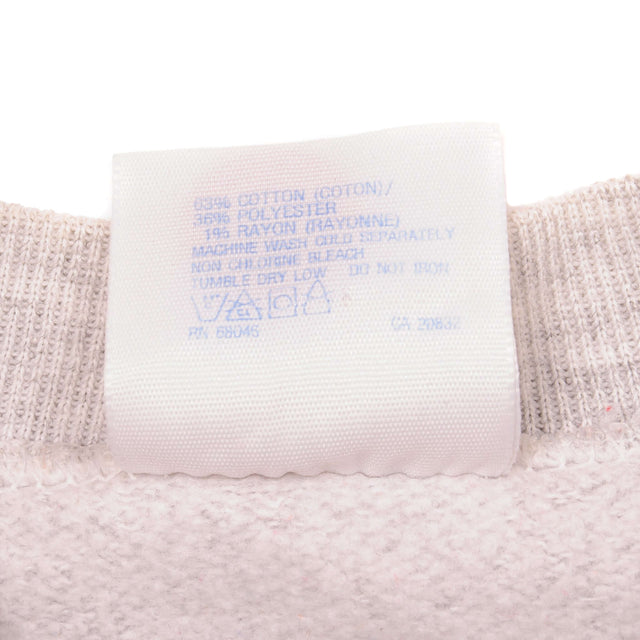 COTTON (COTON)/
POLYESTER
1% RAYON (RAYONNE)
MACHINE WASH COLD SEPARATELY
NON CHLORINE BLEACH
TUMBLE DRY LOW DO NOT IRON
RN 68046 CA 20832